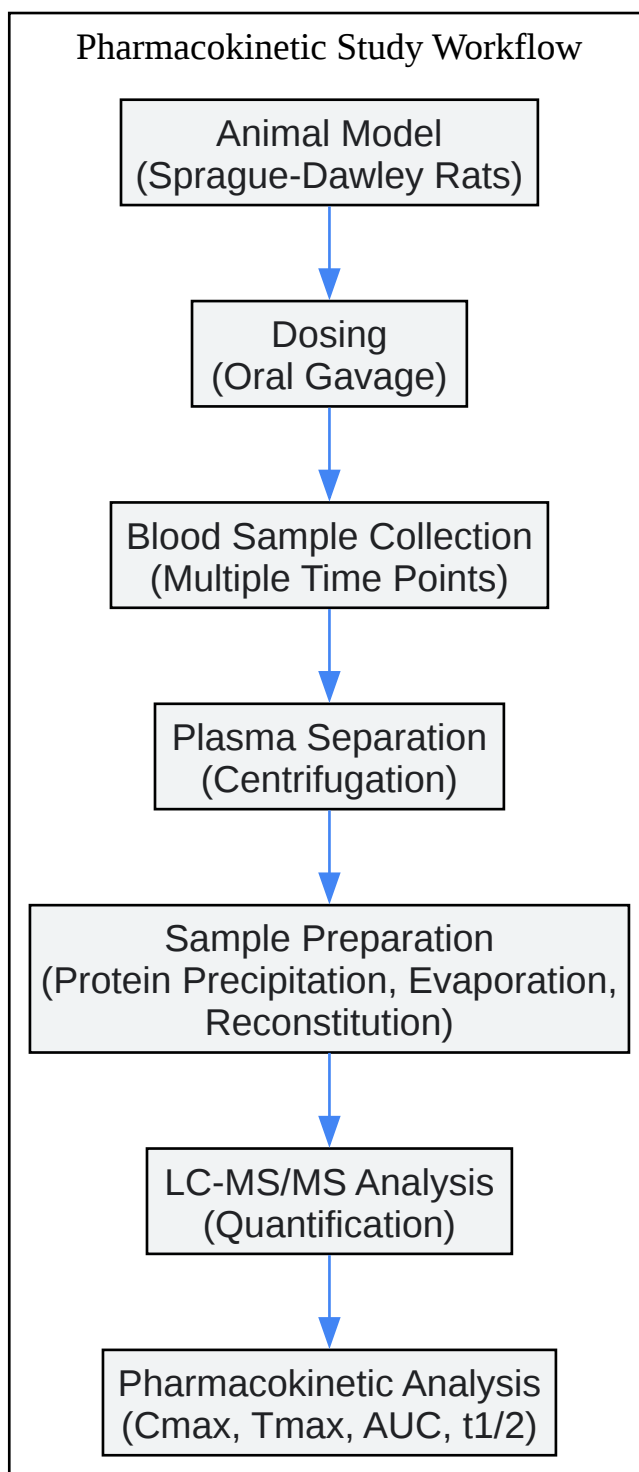 Pharmacokinetic Study Workflow
Animal Model
(Sprague-Dawley Rats)
Dosing
(Oral Gavage)
Blood Sample Collection
(Multiple Time Points)
Plasma Separation
(Centrifugation)
Sample Preparation
(Protein Precipitation, Evaporation,
Reconstitution)
LC-MS/MS Analysis
(Quantification)
Pharmacokinetic Analysis
(Cmax, Tmax, AUC, t1/2)